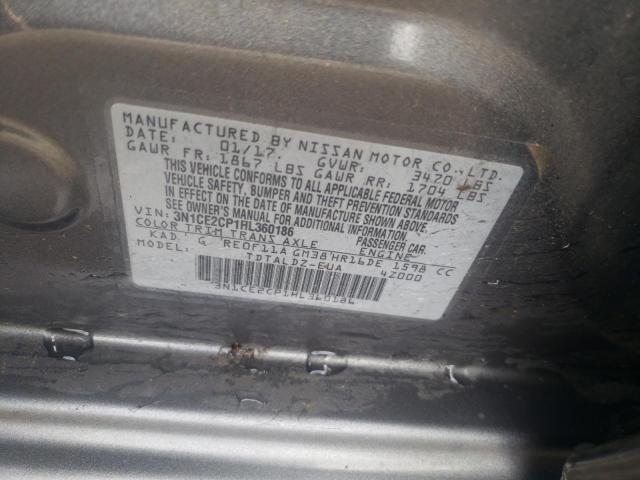 MANUFACTURED BY NISSAN MOTOR CO., LTD.
DATE: 01/17. GVWR: 3470 LBS
GAWR FR: 1867 LBS GAWR RR: 1704 LBS
THIS VEHICLE CONFORMS TO ALL APPLICABLE FEDERAL MOTOR
VEHICLE SAFETY, BUMPER AND THEFT PREVENTION STANDARDS
IN EFFECT ON THE DATE OF MANUFACTURE SHOWN ABOVE.
SEE OWNER'S MANUAL FOR ADDITIONAL INFORMATION
VIN: 3N1CE2CP1HL360186 PASSENGER CAR.
COLOR TRIM TRANS AXLE ENGINE
KAD G RE0F11A GM38 HR16DE 1598 CC
MODEL: TDTALDZ-EUA 42000
3N1CE2CP1HL360186